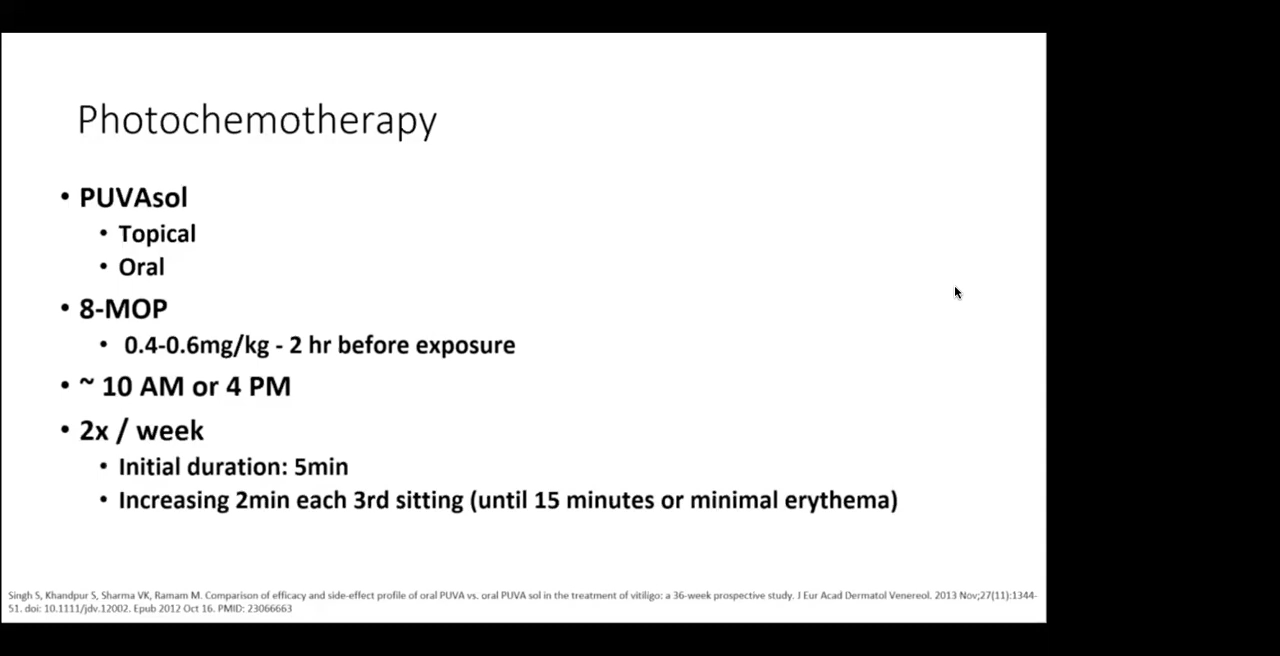 Photochemotherapy
• PUVAsol
• Topical
• Oral
• 8-MOP
• 0.4-0.6mg/kg - 2 hr before exposure
• ~ 10 AM or 4 PM
• 2x / week
• Initial duration: 5min
• Increasing 2min each 3rd sitting (until 15 minutes or minimal erythema)
Singh S, Khandpur S, Sharma VK, Ramam M. Comparison of efficacy and side-effect profile of oral PUVA vs. oral PUVA sol in the treatment of vitiligo: a 36-week prospective study. J Eur Acad Dermatol Venereol. 2013 Nov;27(11):1344-
51. doi: 10.1111/jdv.12002. Epub 2012 Oct 16. PMID: 23066663